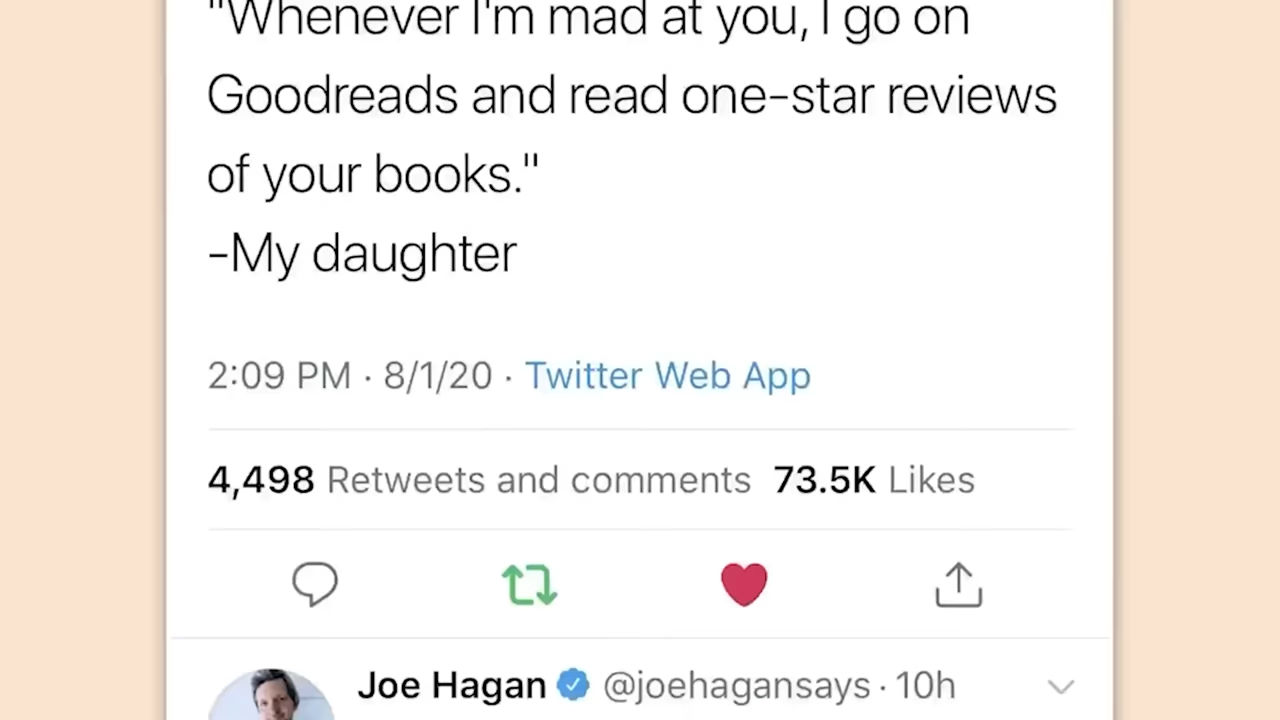 "Whenever I'm mad at you, I go on
Goodreads and read one-star reviews
of your books."
-My daughter
2:09 PM · 8/1/20 · Twitter Web App
4,498 Retweets and comments 73.5K Likes
Joe Hagan @joehagansays · 10h